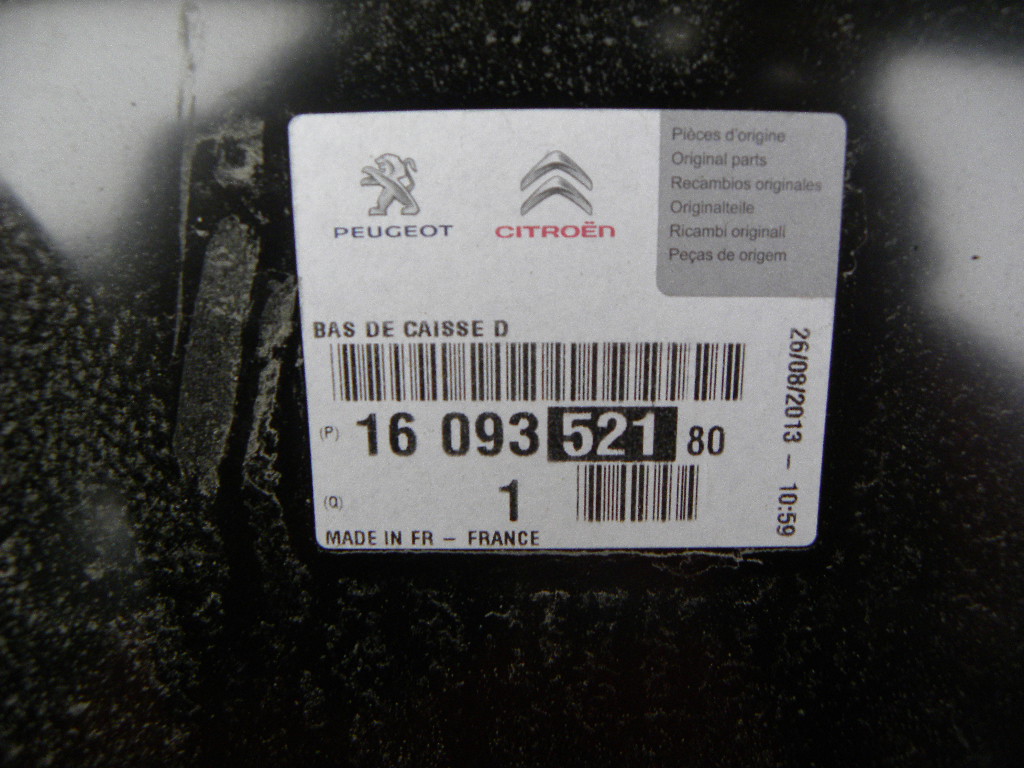 PEUGEOT
CITROËN
Pièces d'origine
Original parts
Recambios originales
Originalteile
Ricambi originali
Peças de origem
BAS DE CAISSE D
(P) 16 093 521 80
(Q) 1
MADE IN FR - FRANCE
26/08/2013 - 10:59